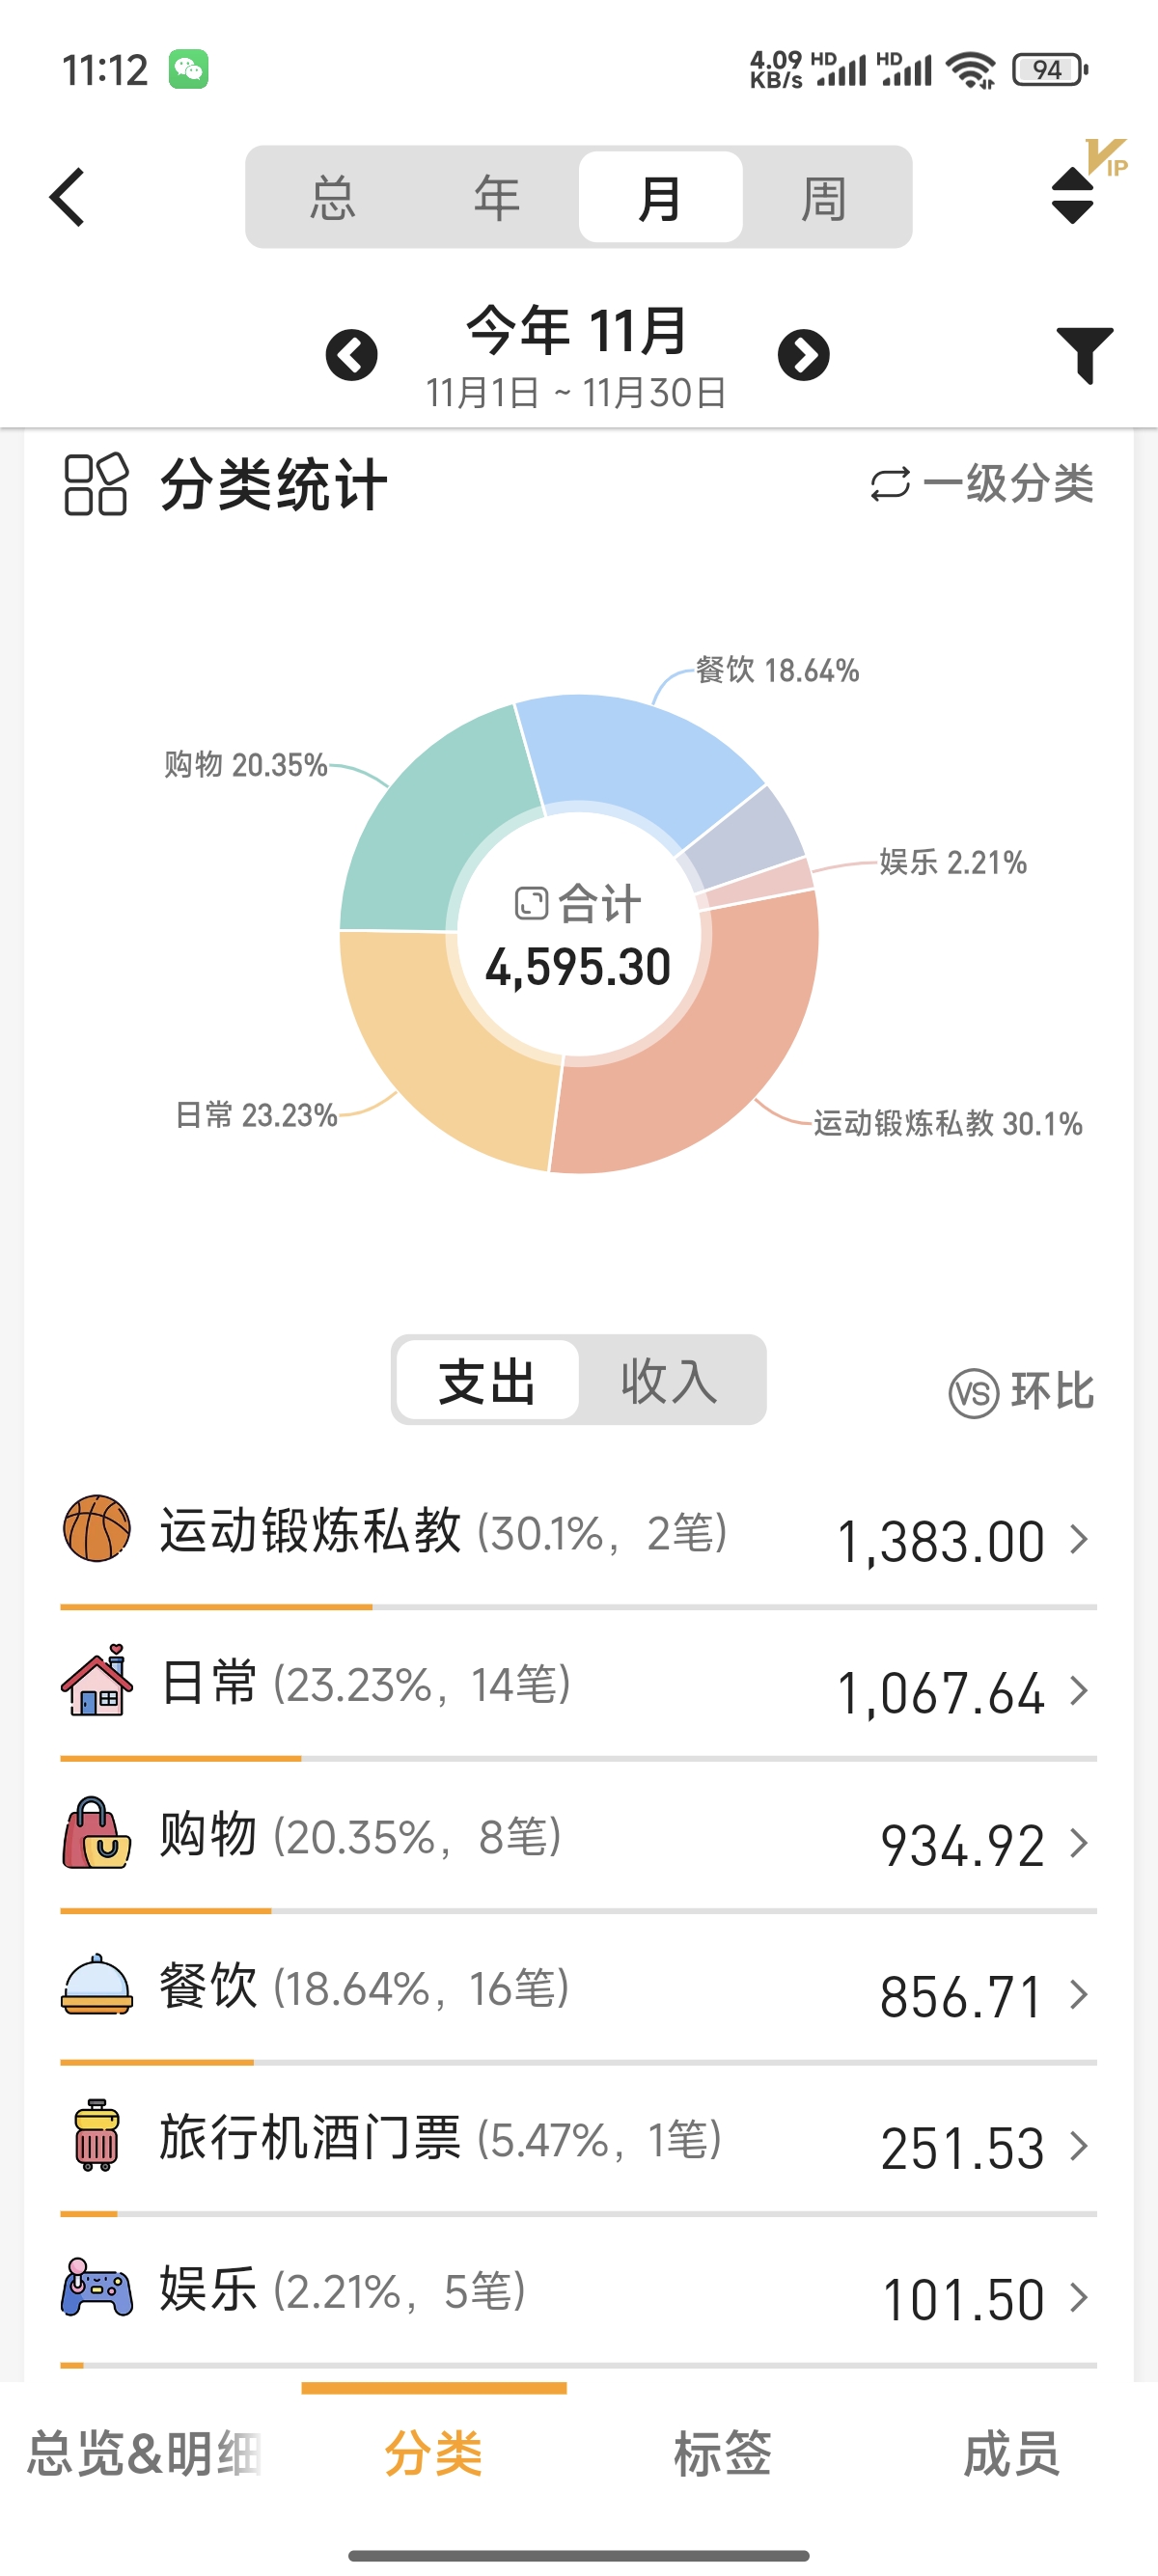 11:12 4.09 KB/s HD HD 94
VIP
总 年 月 周
今年 11月
11月1日 ~ 11月30日
分类统计 一级分类
餐饮 18.64%
购物 20.35%
娱乐 2.21%
合计
4,595.30
日常 23.23%
运动锻炼私教 30.1%
支出 收入
VS 环比
运动锻炼私教 (30.1%, 2笔) 1,383.00
日常 (23.23%, 14笔) 1,067.64
购物 (20.35%, 8笔) 934.92
餐饮 (18.64%, 16笔) 856.71
旅行机酒门票 (5.47%, 1笔) 251.53
娱乐 (2.21%, 5笔) 101.50
总览&明细 分类 标签 成员